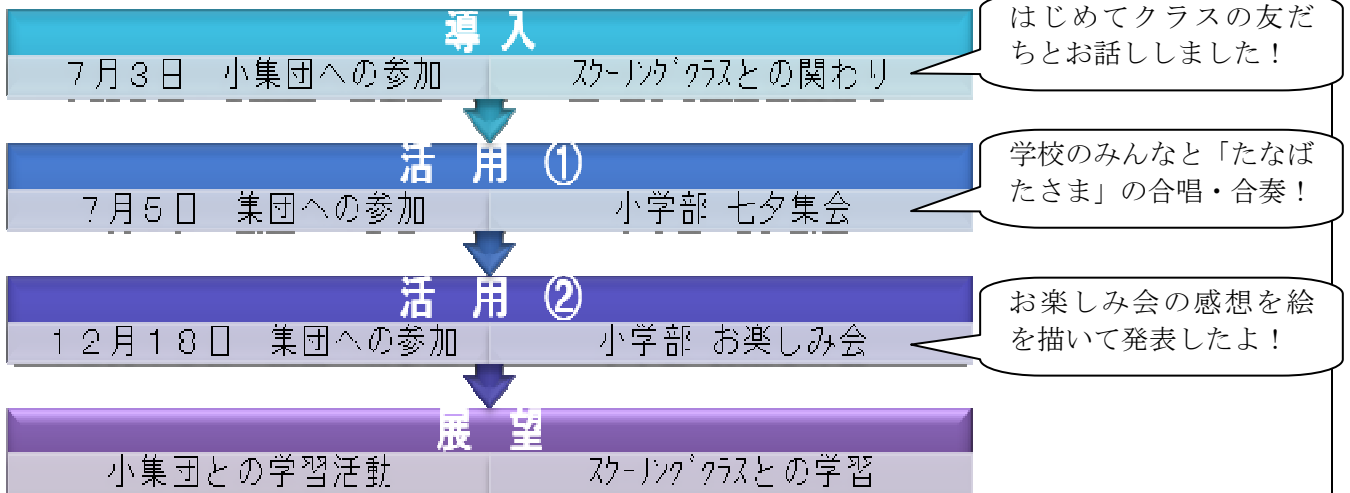 導 入
７月３日　小集団への参加　ｽｸｰﾘﾝｸﾞｸﾗｽとの関わり
はじめてクラスの友だ
ちとお話ししました！
活 用 ①
７月５日　集団への参加　小学部 七夕集会
学校のみんなと「たなば
たさま」の合唱・合奏！
活 用 ②
１２月１８日　集団への参加　小学部 お楽しみ会
お楽しみ会の感想を絵
を描いて発表したよ！
展 望
小集団との学習活動　ｽｸｰﾘﾝｸﾞｸﾗｽとの学習